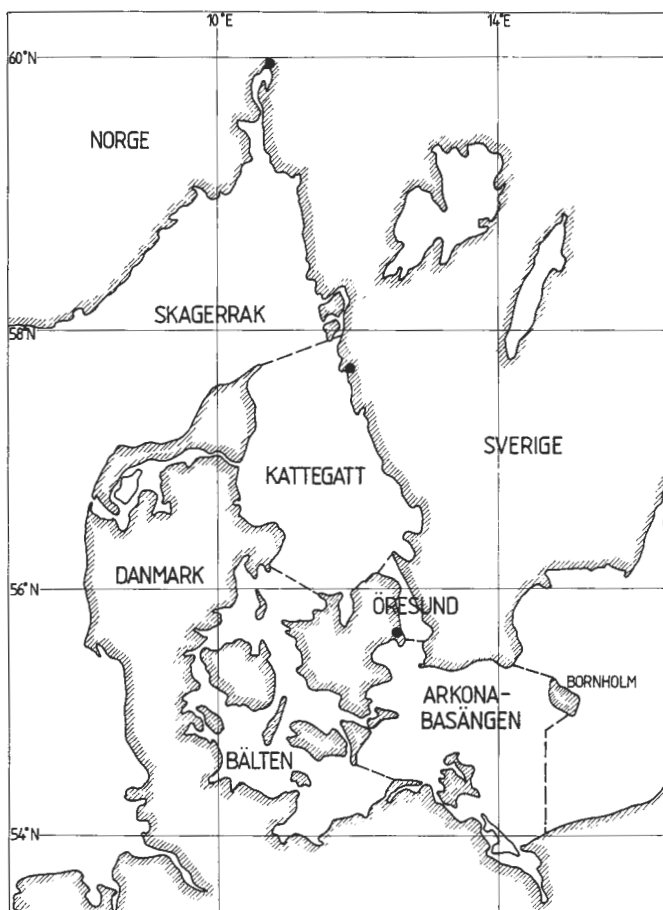 10°E
14°E
60°N
NORGE
SKAGERRAK
58°N
SVERIGE
KATTEGATT
DANMARK
56°N
ÖRESUND
BORNHOLM
ARKONA-
BASÄNGEN
BÄLTEN
54°N